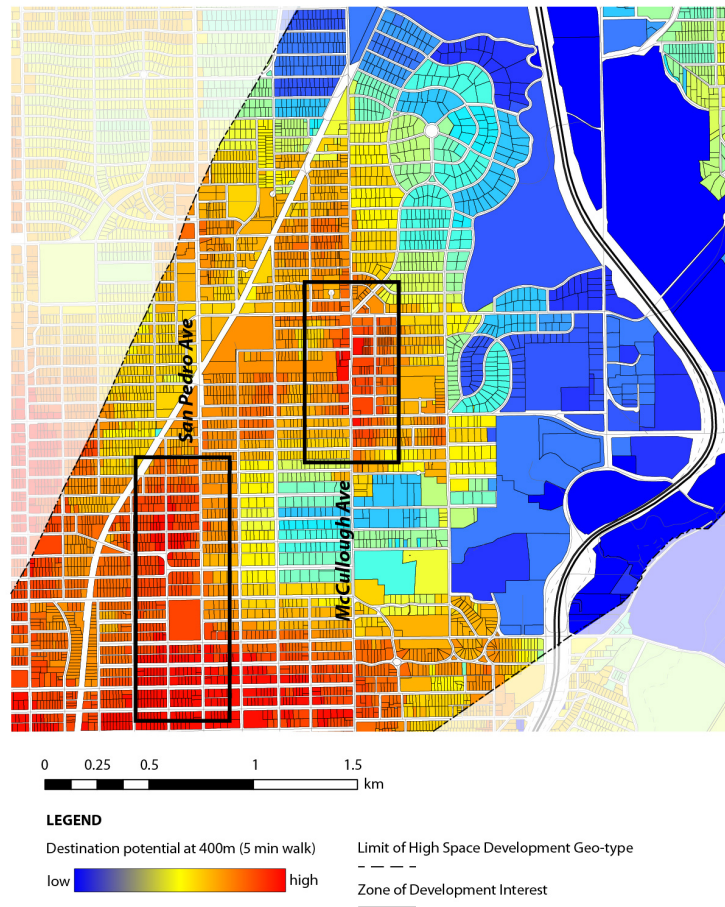 San Pedro Ave
McCullough Ave
0 0.25 0.5 1 1.5
km
LEGEND
Destination potential at 400m (5 min walk)
low high
Limit of High Space Development Geo-type
Zone of Development Interest